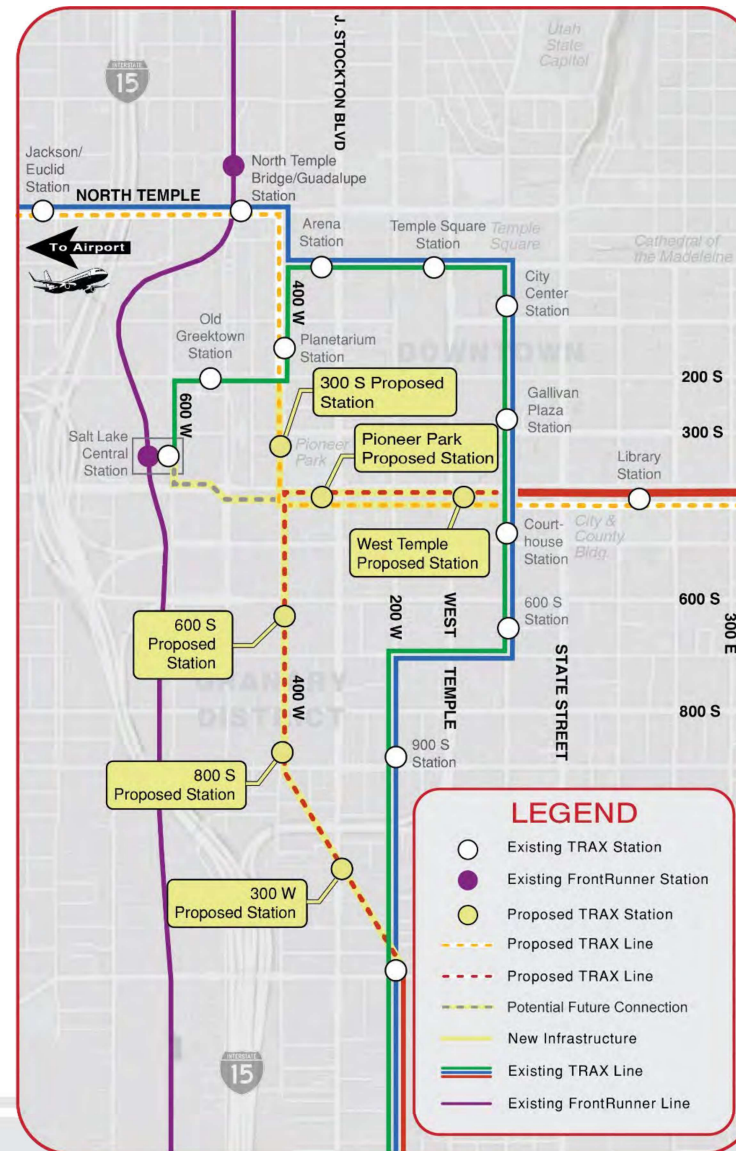 J. STOCKTON BLVD
Utah
State
Capitol
INTERSTATE
15
Jackson/
Euclid
Station
NORTH TEMPLE
North Temple
Bridge/Guadalupe
Station
To Airport
Arena
Station
Temple Square
Station
Temple
Square
Cathedral of
the Madeleine
400 W
City
Center
Station
Old
Greektown
Station
Planetarium
Station
DOWNTOWN
600 W
300 S Proposed
Station
200 S
Gallivan
Plaza
Station
300 S
Salt Lake
Central
Station
Pioneer
Park
Pioneer Park
Proposed Station
Library
Station
West Temple
Proposed Station
Court-
house
Station
City &
County
Bldg.
600 S
Proposed
Station
200 W
WEST
TEMPLE
600 S
Station
600 S
300 E
400 W
GRANARY
DISTRICT
STATE STREET
800 S
800 S
Proposed Station
900 S
Station
300 W
Proposed Station
INTERSTATE
15
LEGEND
Existing TRAX Station
Existing FrontRunner Station
Proposed TRAX Station
Proposed TRAX Line
Proposed TRAX Line
Potential Future Connection
New Infrastructure
Existing TRAX Line
Existing FrontRunner Line